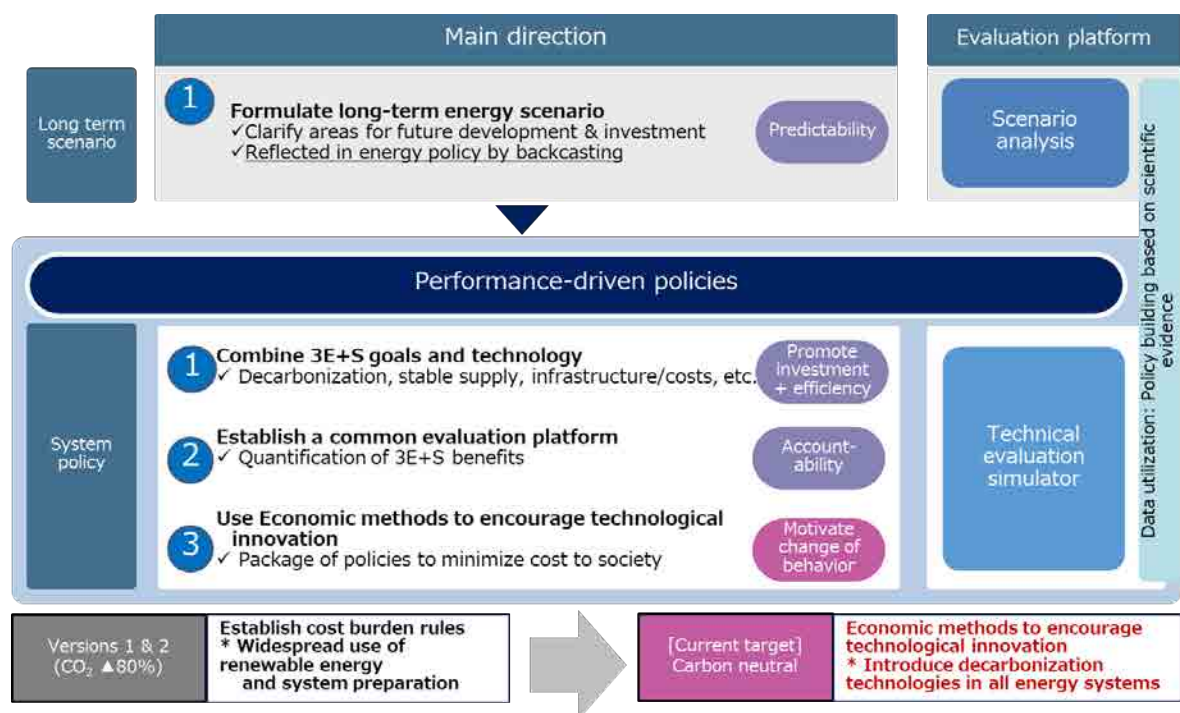 Main direction
Evaluation platform
Long term
scenario
1
Formulate long-term energy scenario
✓Clarify areas for future development & investment
✓Reflected in energy policy by backcasting
Predictability
Scenario
analysis
Performance-driven policies
System
policy
1
Combine 3E+S goals and technology
✓ Decarbonization, stable supply, infrastructure/costs, etc.
Promote
investment
+ efficiency
2
Establish a common evaluation platform
✓ Quantification of 3E+S benefits
Account-
ability
3
Use Economic methods to encourage technological
innovation
✓ Package of policies to minimize cost to society
Motivate
change of
behavior
Technical
evaluation
simulator
Data utilization: Policy building based on scientific
evidence
Versions 1 & 2
(CO₂ ▲80%)
Establish cost burden rules
* Widespread use of
renewable energy
and system preparation
[Current target]
Carbon neutral
Economic methods to encourage
technological innovation
* Introduce decarbonization
technologies in all energy systems